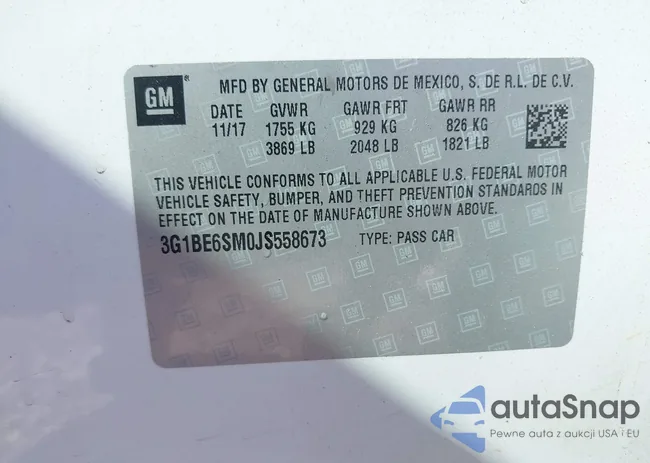 GM ® MFD BY GENERAL MOTORS DE MEXICO, S. DE R.L. DE C.V.
DATE GVWR GAWR FRT GAWR RR
11/17 1755 KG 929 KG 826 KG
3869 LB 2048 LB 1821 LB
THIS VEHICLE CONFORMS TO ALL APPLICABLE U.S. FEDERAL MOTOR
VEHICLE SAFETY, BUMPER, AND THEFT PREVENTION STANDARDS IN
EFFECT ON THE DATE OF MANUFACTURE SHOWN ABOVE.
3G1BE6SM0JS558673 TYPE: PASS CAR
autaSnap
Pewne auta z aukcji USA i EU